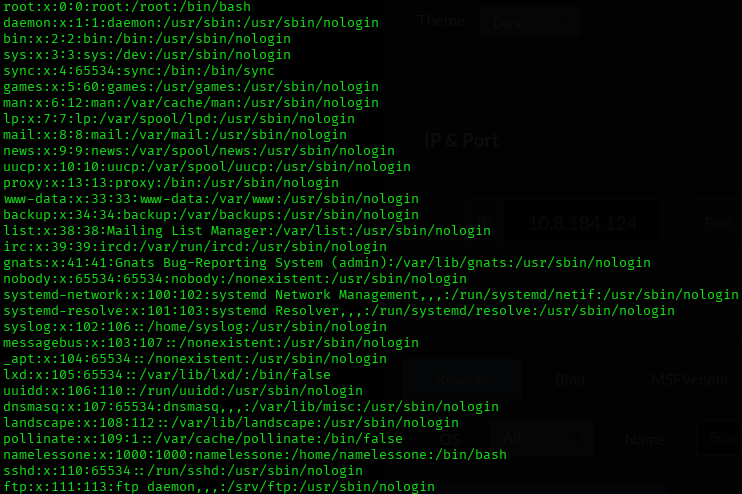 root:x:0:0:root:/root:/bin/bash
daemon:x:1:1:daemon:/usr/sbin:/usr/sbin/nologin
bin:x:2:2:bin:/bin:/usr/sbin/nologin
sys:x:3:3:sys:/dev:/usr/sbin/nologin
sync:x:4:65534:sync:/bin:/bin/sync
games:x:5:60:games:/usr/games:/usr/sbin/nologin
man:x:6:12:man:/var/cache/man:/usr/sbin/nologin
lp:x:7:7:lp:/var/spool/lpd:/usr/sbin/nologin
mail:x:8:8:mail:/var/mail:/usr/sbin/nologin
news:x:9:9:news:/var/spool/news:/usr/sbin/nologin
uucp:x:10:10:uucp:/var/spool/uucp:/usr/sbin/nologin
proxy:x:13:13:proxy:/bin:/usr/sbin/nologin
www-data:x:33:33:www-data:/var/www:/usr/sbin/nologin
backup:x:34:34:backup:/var/backups:/usr/sbin/nologin
list:x:38:38:Mailing List Manager:/var/list:/usr/sbin/nologin
irc:x:39:39:ircd:/var/run/ircd:/usr/sbin/nologin
gnats:x:41:41:Gnats Bug-Reporting System (admin):/var/lib/gnats:/usr/sbin/nologin
nobody:x:65534:65534:nobody:/nonexistent:/usr/sbin/nologin
systemd-network:x:100:102:systemd Network Management,,,:/run/systemd/netif:/usr/sbin/nologin
systemd-resolve:x:101:103:systemd Resolver,,,:/run/systemd/resolve:/usr/sbin/nologin
syslog:x:102:106::/home/syslog:/usr/sbin/nologin
messagebus:x:103:107::/nonexistent:/usr/sbin/nologin
_apt:x:104:65534::/nonexistent:/usr/sbin/nologin
lxd:x:105:65534::/var/lib/lxd/:/bin/false
uuidd:x:106:110::/run/uuidd:/usr/sbin/nologin
dnsmasq:x:107:65534:dnsmasq,,,:/var/lib/misc:/usr/sbin/nologin
landscape:x:108:112::/var/lib/landscape:/usr/sbin/nologin
pollinate:x:109:1::/var/cache/pollinate:/bin/false
namelessone:x:1000:1000:namelessone:/home/namelessone:/bin/bash
sshd:x:110:65534::/run/sshd:/usr/sbin/nologin
ftp:x:111:113:ftp daemon,,,:/srv/ftp:/usr/sbin/nologin
Theme Dark
IP & Port
IP 10.8.184.124 Port
Reverse Bind MSFVenom
OS All Name